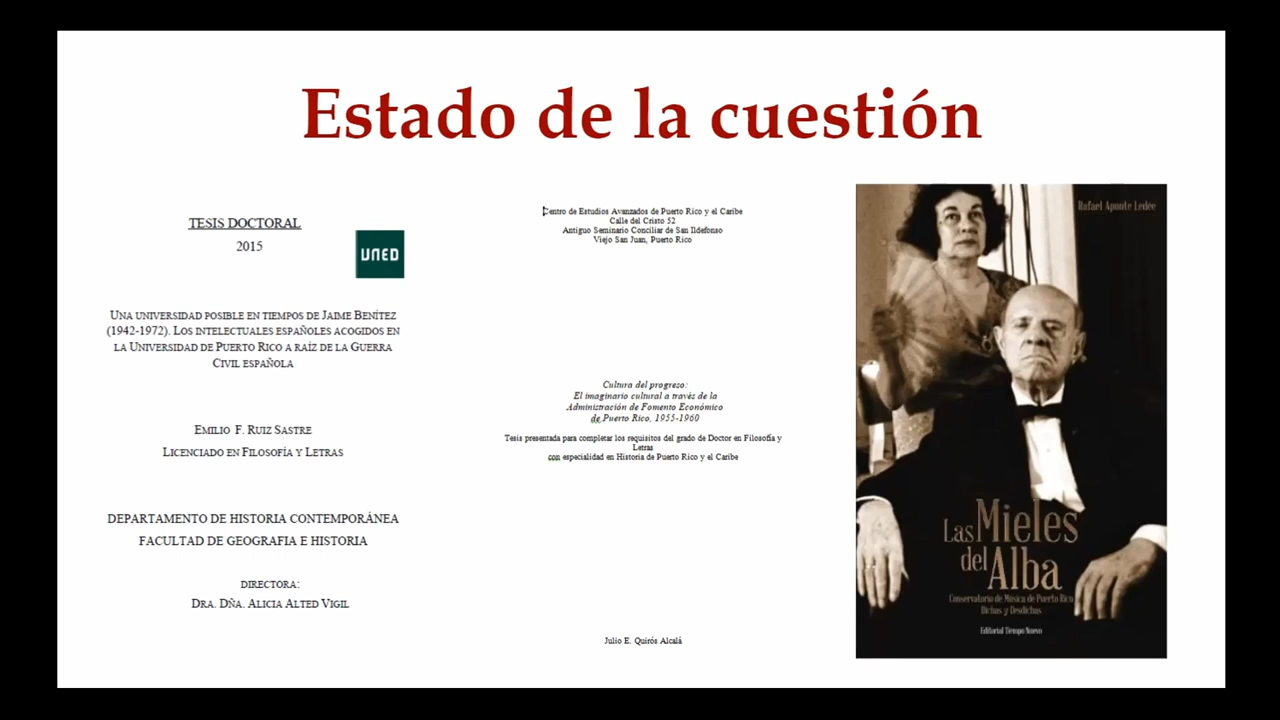 Estado de la cuestión
TESIS DOCTORAL
2015
UNED
UNA UNIVERSIDAD POSIBLE EN TIEMPOS DE JAIME BENÍTEZ
(1942-1972). LOS INTELECTUALES ESPAÑOLES ACOGIDOS EN
LA UNIVERSIDAD DE PUERTO RICO A RAÍZ DE LA GUERRA
CIVIL ESPAÑOLA
EMILIO F. RUIZ SASTRE
LICENCIADO EN FILOSOFÍA Y LETRAS
DEPARTAMENTO DE HISTORIA CONTEMPORÁNEA
FACULTAD DE GEOGRAFIA E HISTORIA
DIRECTORA:
DRA. DÑA. ALICIA ALTED VIGIL
Centro de Estudios Avanzados de Puerto Rico y el Caribe
Calle del Cristo 52
Antiguo Seminario Conciliar de San Ildefonso
Viejo San Juan, Puerto Rico
Cultura del progreso:
El imaginario cultural a través de la
Administración de Fomento Económico
de Puerto Rico, 1955-1960
Tesis presentada para completar los requisitos del grado de Doctor en Filosofía y
Letras
con especialidad en Historia de Puerto Rico y el Caribe
Julio E. Quirós Alcalá
Rafael Aponte Ledée
Las Mieles
del Alba
Conservatorio de Música de Puerto Rico
Dichas y Desdichas
Editorial Tiempo Nuevo